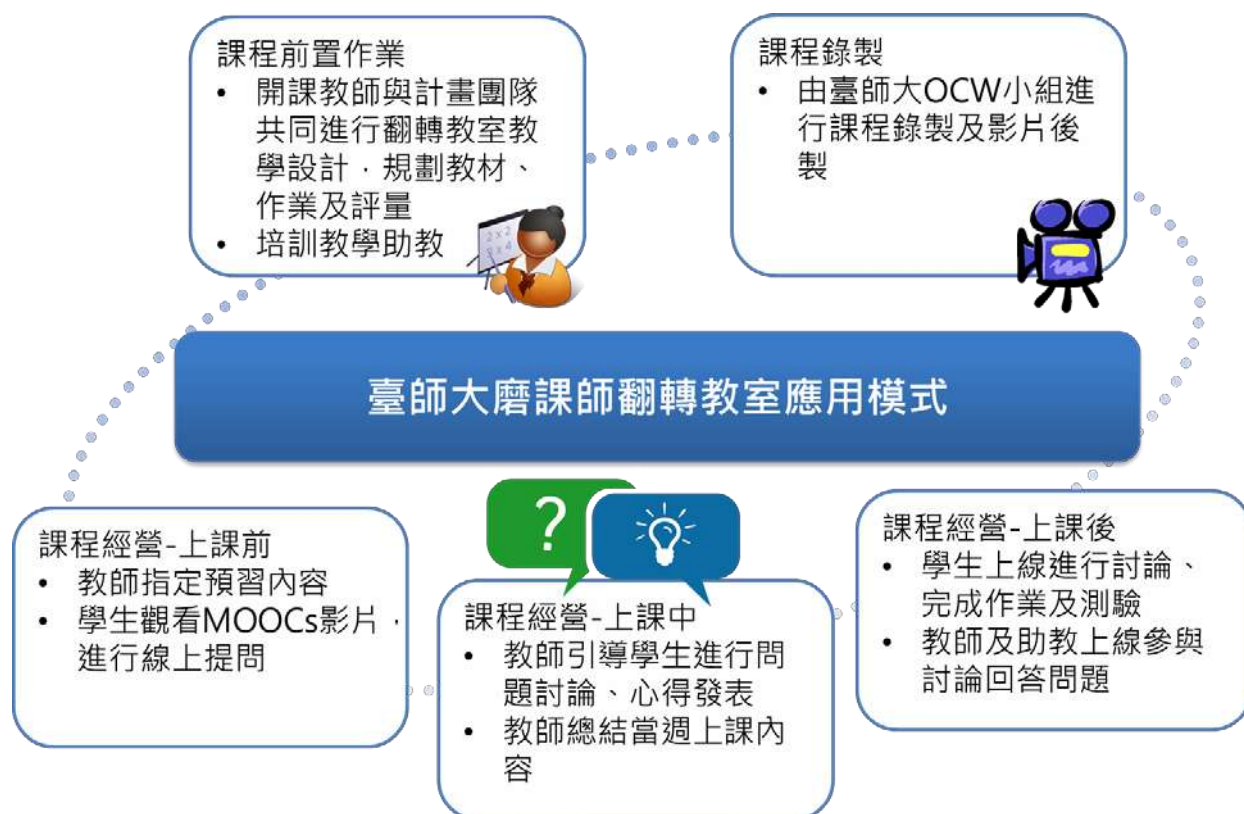 課程前置作業
• 開課教師與計畫團隊
共同進行翻轉教室教
學設計，規劃教材、
作業及評量
• 培訓教學助教
2 x 2
3 x 4
課程錄製
• 由臺師大OCW小組進
行課程錄製及影片後
製
臺師大磨課師翻轉教室應用模式
課程經營-上課前
• 教師指定預習內容
• 學生觀看MOOCs影片，
進行線上提問
?
課程經營-上課中
• 教師引導學生進行問
題討論、心得發表
• 教師總結當週上課內
容
課程經營-上課後
• 學生上線進行討論、
完成作業及測驗
• 教師及助教上線參與
討論回答問題